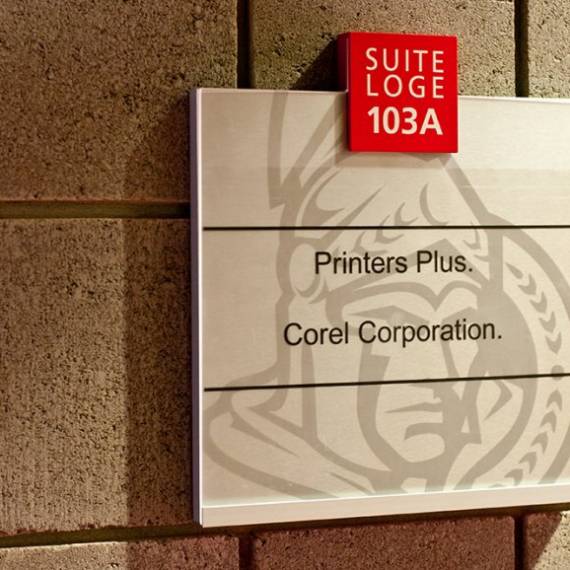 SUITE
LOGE
103A
Printers Plus.
Corel Corporation.